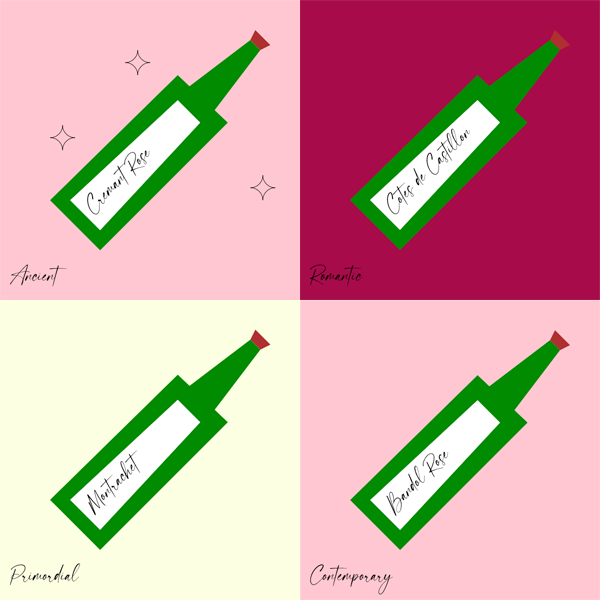 Cremant Rose
Ancient
Cotes de Castillon
Romantic
Montrachet
Primordial
Bandol Rose
Contemporary